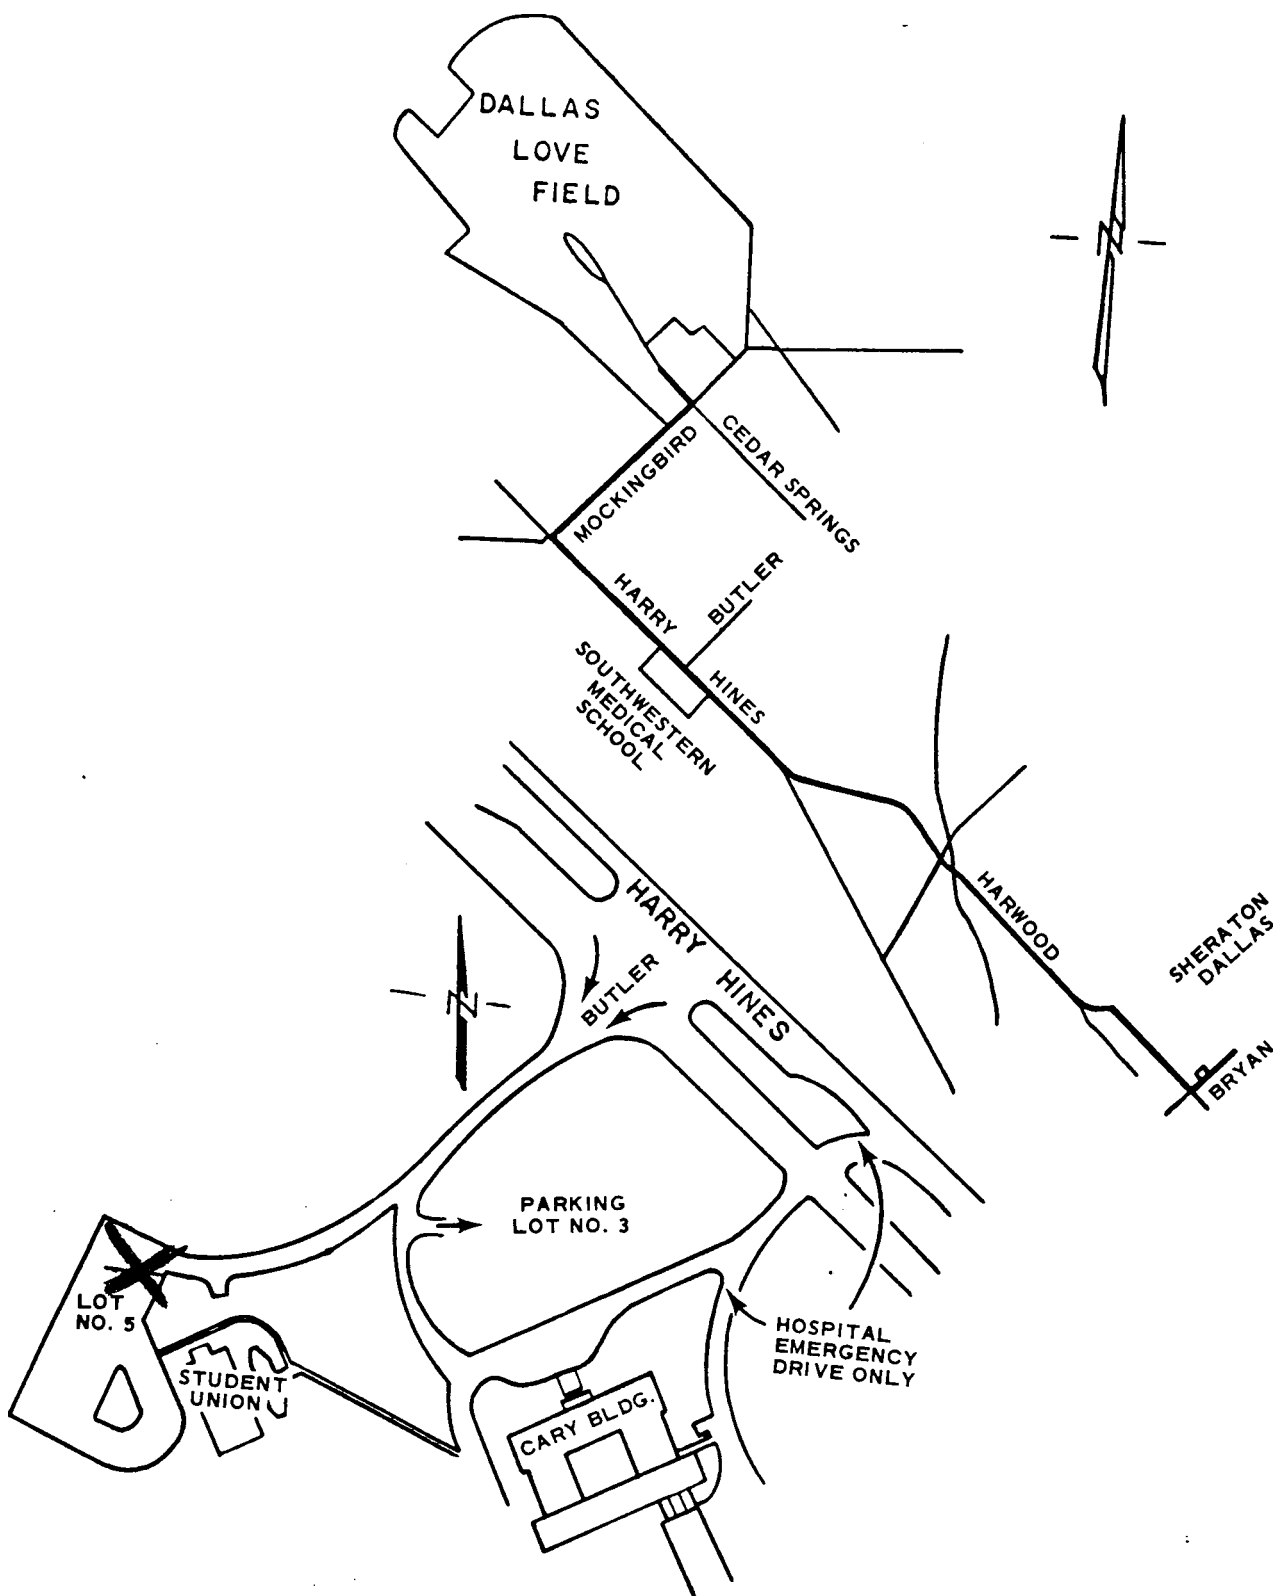 DALLAS
LOVE
FIELD
N
MOCKINGBIRD
CEDAR SPRINGS
HARRY
BUTLER
HINES
SOUTHWESTERN
MEDICAL
SCHOOL
HARWOOD
SHERATON
DALLAS
BRYAN
HARRY
HINES
BUTLER
N
PARKING
LOT NO. 3
LOT
NO. 5
STUDENT
UNION
HOSPITAL
EMERGENCY
DRIVE ONLY
CARY BLDG.